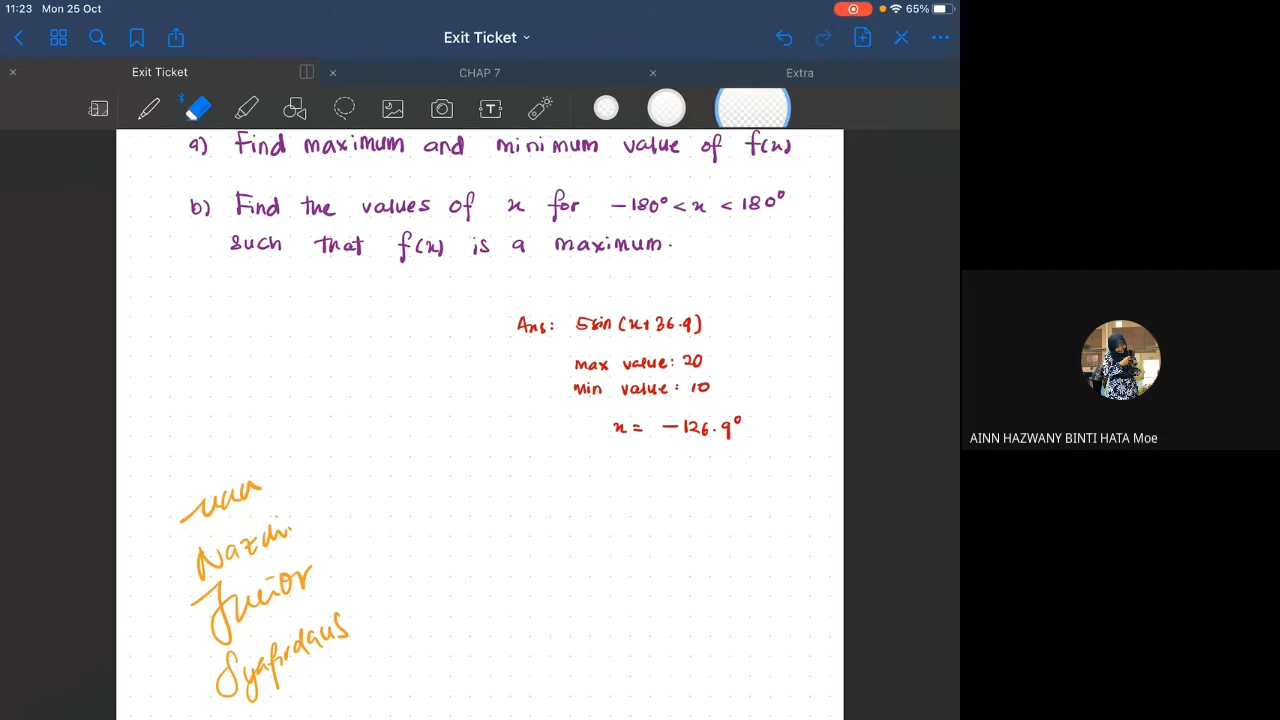 11:23 Mon 25 Oct
65%
Exit Ticket
Exit Ticket
CHAP 7
Extra
a) Find maximum and minimum value of f(x)
b) Find the values of x for -180° < x < 180°
such that f(x) is a maximum.
Ans: 5sin (x+36.9)
max value: 20
min value: 10
x = -126.9°
Junior
Syafirdaus
AINN HAZWANY BINTI HATA Moe